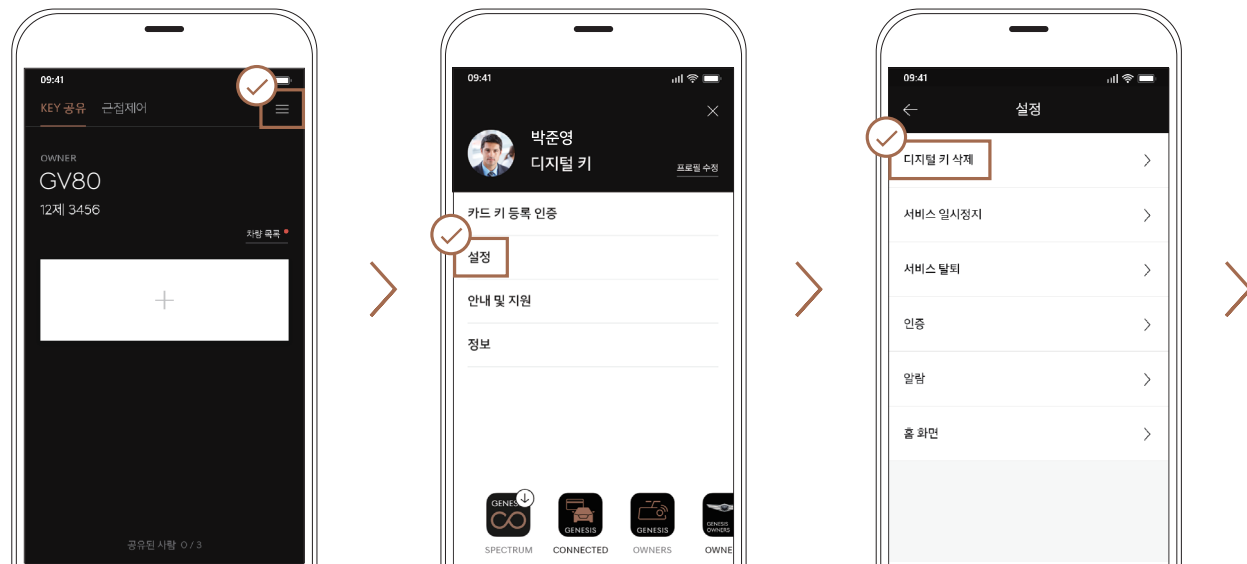 09:41
KEY 공유 근접제어
OWNER
GV80
12제 3456
차량 목록
공유된 사람 0 / 3
09:41
박준영
디지털 키
프로필 수정
카드 키 등록 인증
설정
안내 및 지원
정보
GENESIS
GENESIS
GENESIS
GENESIS
OWNERS
SPECTRUM CONNECTED OWNERS OWNE
09:41
설정
디지털 키 삭제
서비스 일시정지
서비스 탈퇴
인증
알람
홈 화면